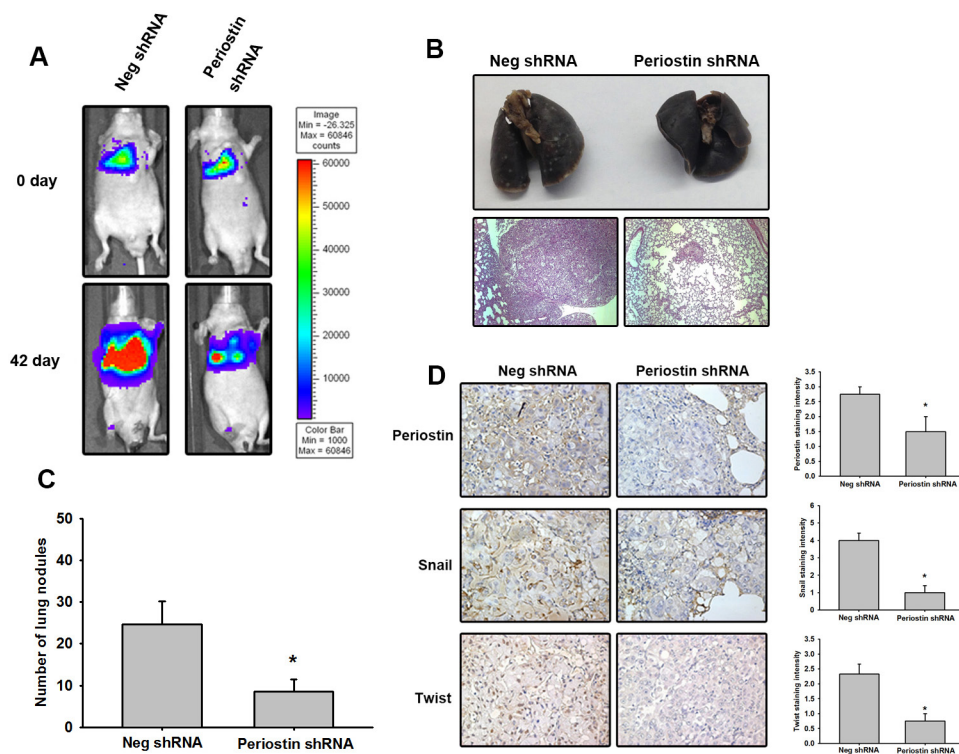 A
Neg shRNA
Periostin
shRNA
0 day
42 day
Image
Min = -26.325
Max = 60846
counts
60000
50000
40000
30000
20000
10000
Color Bar
Min = 1000
Max = 60846
B
Neg shRNA Periostin shRNA
C
Number of lung nodules
50
40
30
20
10
0
*
Neg shRNA Periostin shRNA
D
Neg shRNA Periostin shRNA
Periostin
Snail
Twist
Periostin staining intensity
3.5
3.0
2.5
2.0
1.5
1.0
0.5
0.0
*
Neg shRNA Periostin shRNA
Snail staining intensity
6
5
4
3
2
1
0
*
Neg shRNA Periostin shRNA
Twist staining intensity
3.5
3.0
2.5
2.0
1.5
1.0
0.5
0.0
*
Neg shRNA Periostin shRNA